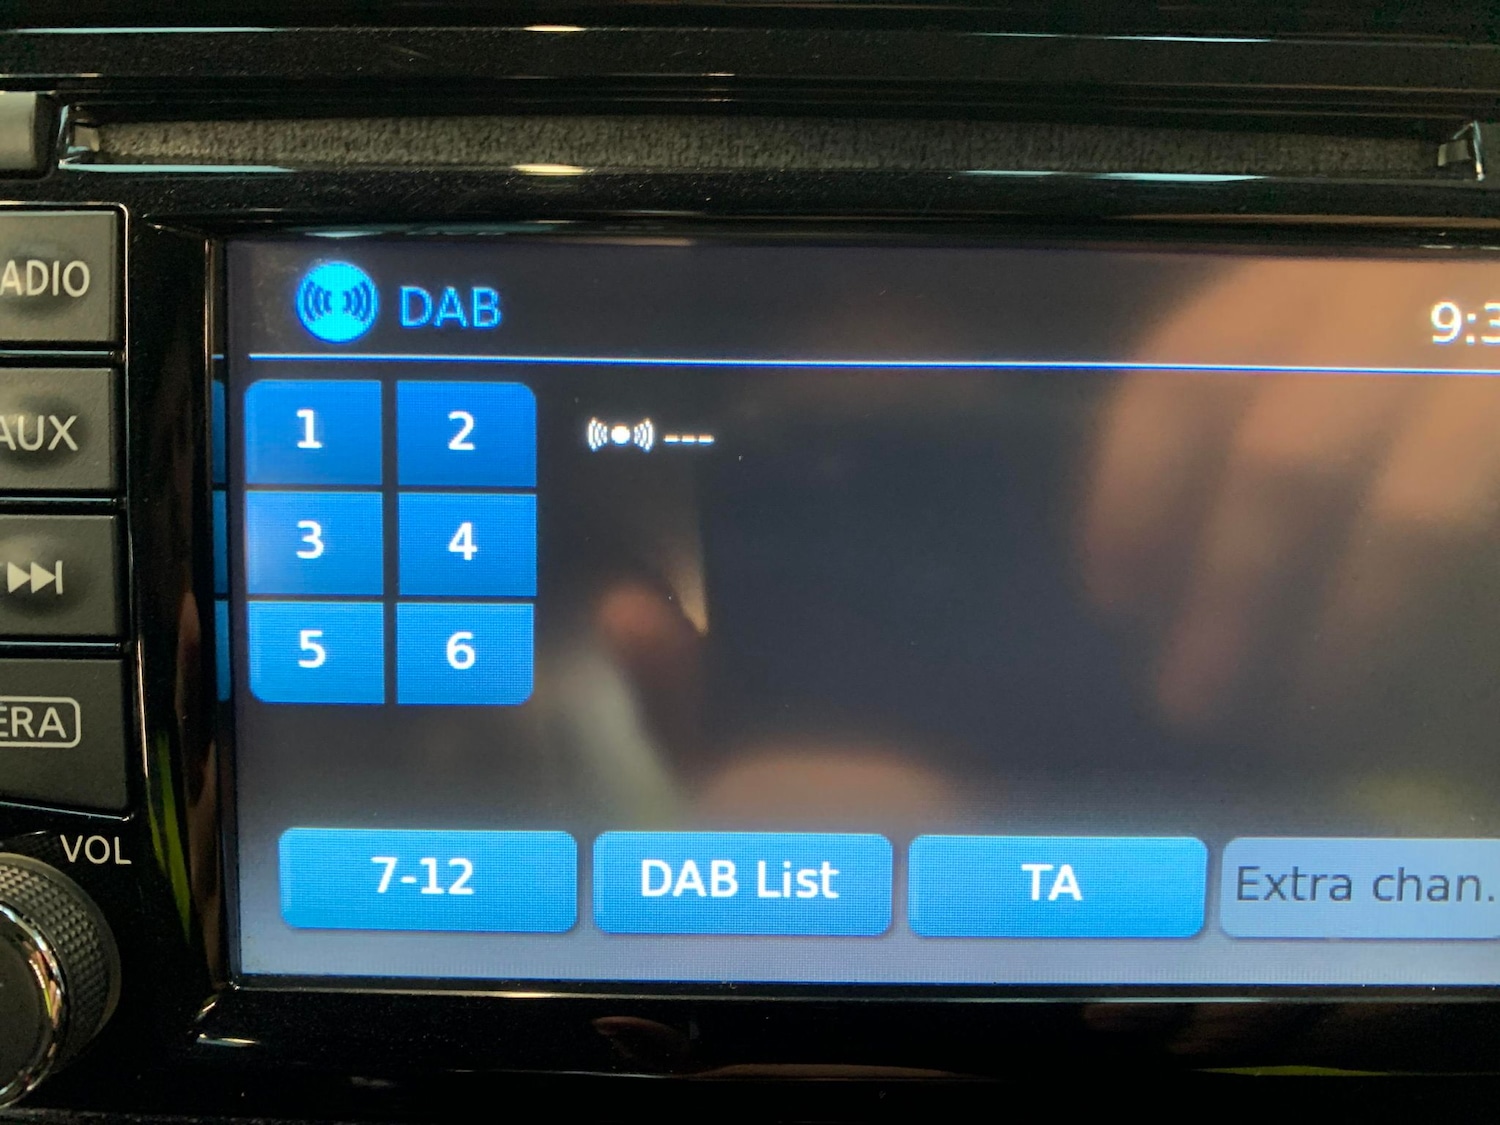 ADIO
AUX
ERA
VOL
DAB
9:3
1 2
---
3 4
5 6
7-12 DAB List TA Extra chan.